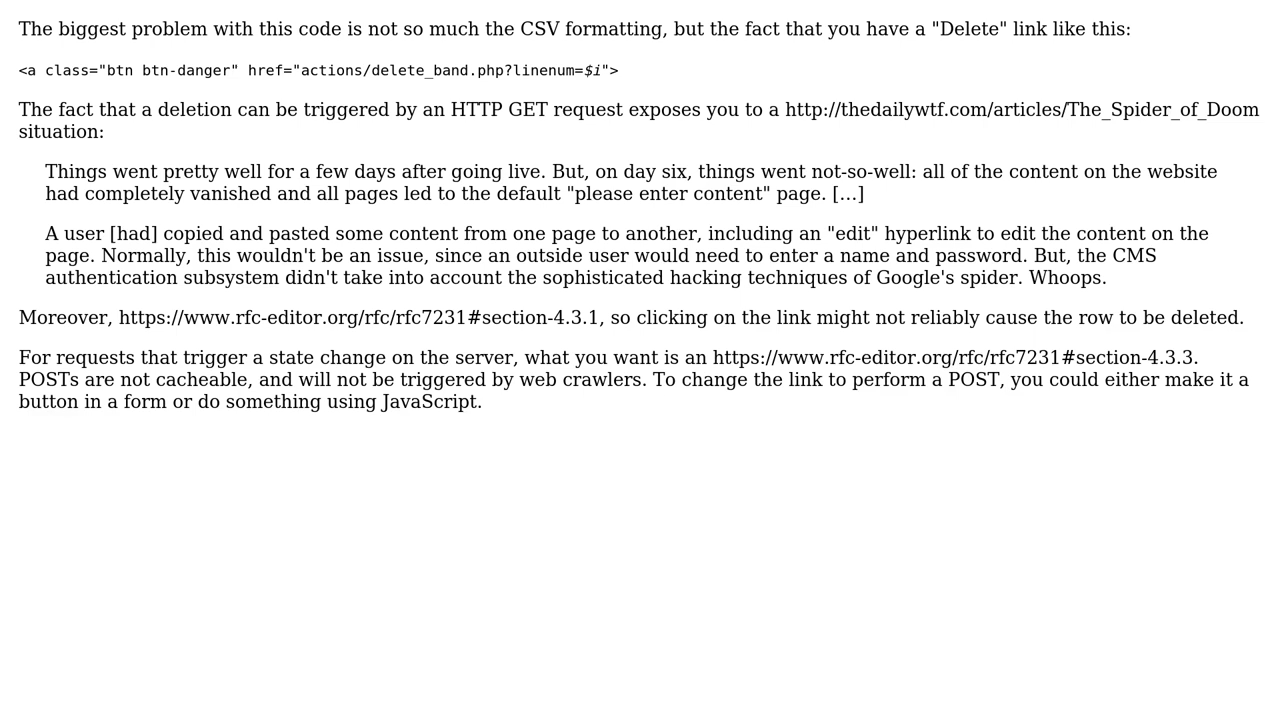 The biggest problem with this code is not so much the CSV formatting, but the fact that you have a "Delete" link like this:
<a class="btn btn-danger" href="actions/delete_band.php?linenum=$i">
The fact that a deletion can be triggered by an HTTP GET request exposes you to a http://thedailywtf.com/articles/The_Spider_of_Doom
situation:
Things went pretty well for a few days after going live. But, on day six, things went not-so-well: all of the content on the website
had completely vanished and all pages led to the default "please enter content" page. […]
A user [had] copied and pasted some content from one page to another, including an "edit" hyperlink to edit the content on the
page. Normally, this wouldn't be an issue, since an outside user would need to enter a name and password. But, the CMS
authentication subsystem didn't take into account the sophisticated hacking techniques of Google's spider. Whoops.
Moreover, https://www.rfc-editor.org/rfc/rfc7231#section-4.3.1, so clicking on the link might not reliably cause the row to be deleted.
For requests that trigger a state change on the server, what you want is an https://www.rfc-editor.org/rfc/rfc7231#section-4.3.3.
POSTs are not cacheable, and will not be triggered by web crawlers. To change the link to perform a POST, you could either make it a
button in a form or do something using JavaScript.